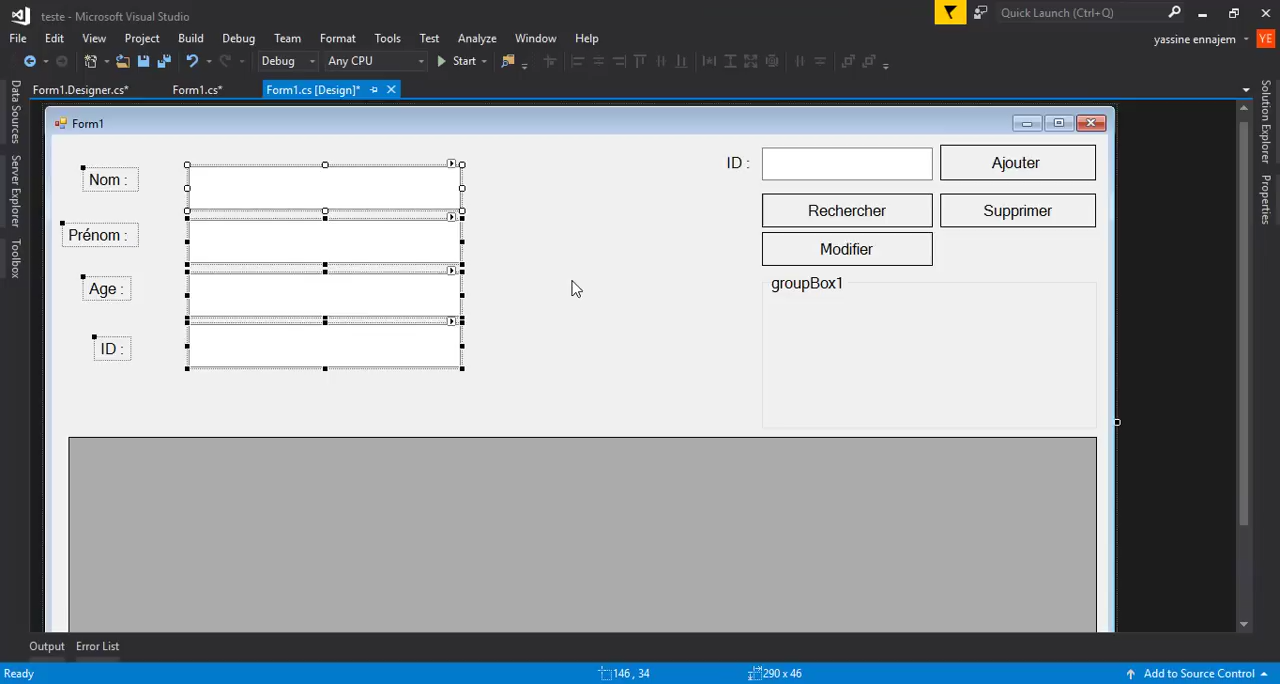 teste - Microsoft Visual Studio
Quick Launch (Ctrl+Q)
File Edit View Project Build Debug Team Format Tools Test Analyze Window Help
yassine ennajem YE
Debug Any CPU Start
Form1.Designer.cs* Form1.cs* Form1.cs [Design]*
Data Sources
Server Explorer
Toolbox
Solution Explorer
Properties
Form1
Nom :
Prénom :
Age :
ID :
ID : Ajouter
Rechercher Supprimer
Modifier
groupBox1
Output Error List
Ready 146 , 34 290 x 46 Add to Source Control